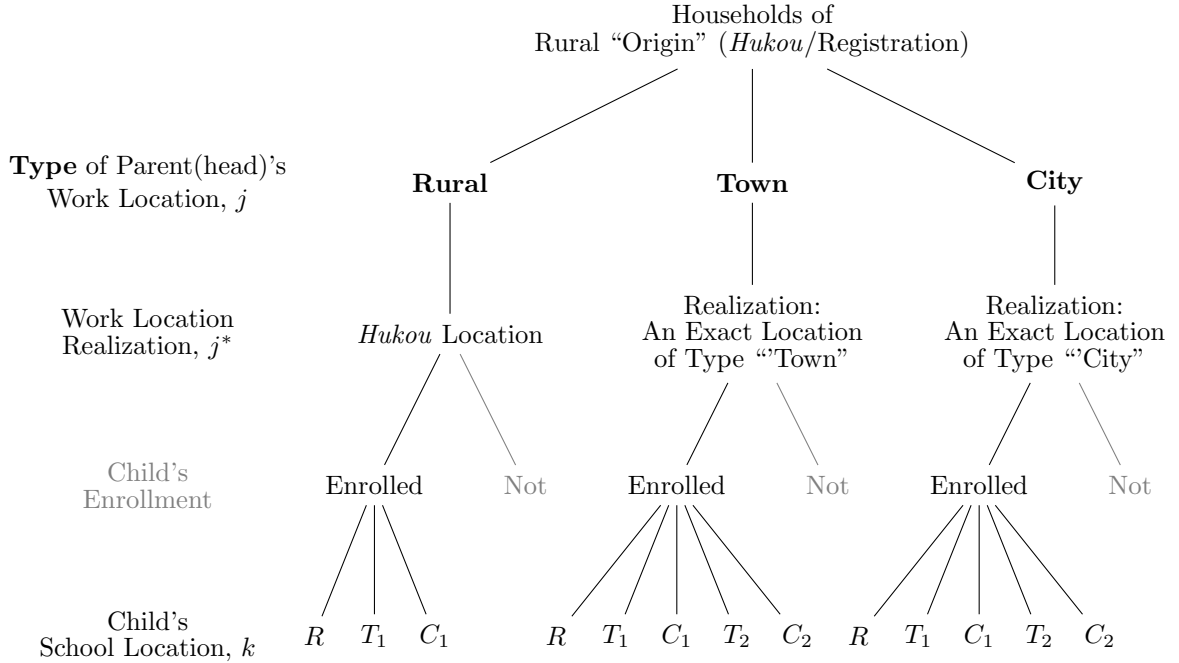 Households of
Rural “Origin” (Hukou/Registration)
Type of Parent(head)'s
Work Location, j
Rural
Town
City
Work Location
Realization, j*
Hukou Location
Realization:
An Exact Location
of Type “'Town”
Realization:
An Exact Location
of Type “'City”
Child's
Enrollment
Enrolled
Not
Enrolled
Not
Enrolled
Not
Child's
School Location, k
R T₁ C₁
R T₁ C₁ T₂ C₂
R T₁ C₁ T₂ C₂